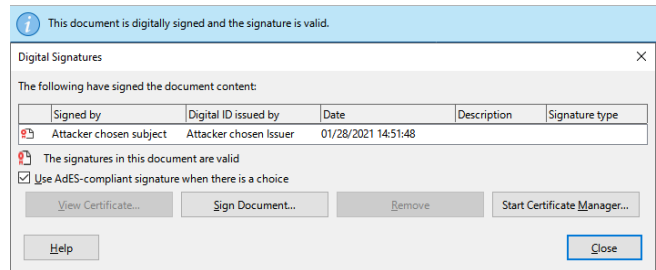 This document is digitally signed and the signature is valid.
Digital Signatures
The following have signed the document content:
Signed by Digital ID issued by Date Description Signature type
Attacker chosen subject Attacker chosen Issuer 01/28/2021 14:51:48
The signatures in this document are valid
Use AdES-compliant signature when there is a choice
View Certificate... Sign Document... Remove Start Certificate Manager...
Help Close